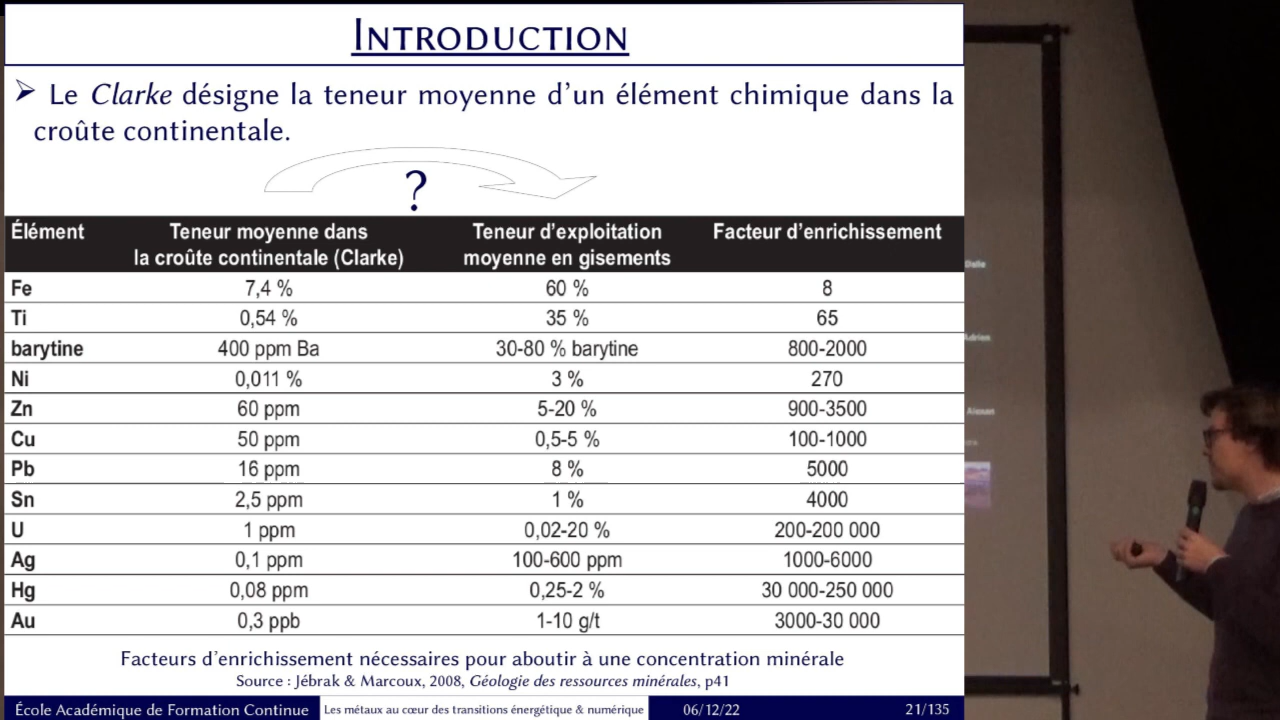 INTRODUCTION
➢ Le Clarke désigne la teneur moyenne d'un élément chimique dans la
croûte continentale.
?
Élément Teneur moyenne dans la croûte continentale (Clarke) Teneur d'exploitation moyenne en gisements Facteur d'enrichissement
Fe 7,4 % 60 % 8
Ti 0,54 % 35 % 65
barytine 400 ppm Ba 30-80 % barytine 800-2000
Ni 0,011 % 3 % 270
Zn 60 ppm 5-20 % 900-3500
Cu 50 ppm 0,5-5 % 100-1000
Pb 16 ppm 8 % 5000
Sn 2,5 ppm 1 % 4000
U 1 ppm 0,02-20 % 200-200 000
Ag 0,1 ppm 100-600 ppm 1000-6000
Hg 0,08 ppm 0,25-2 % 30 000-250 000
Au 0,3 ppb 1-10 g/t 3000-30 000
Facteurs d'enrichissement nécessaires pour aboutir à une concentration minérale
Source : Jébrak & Marcoux, 2008, Géologie des ressources minérales, p41
École Académique de Formation Continue Les métaux au cœur des transitions énergétique & numérique 06/12/22 21/135